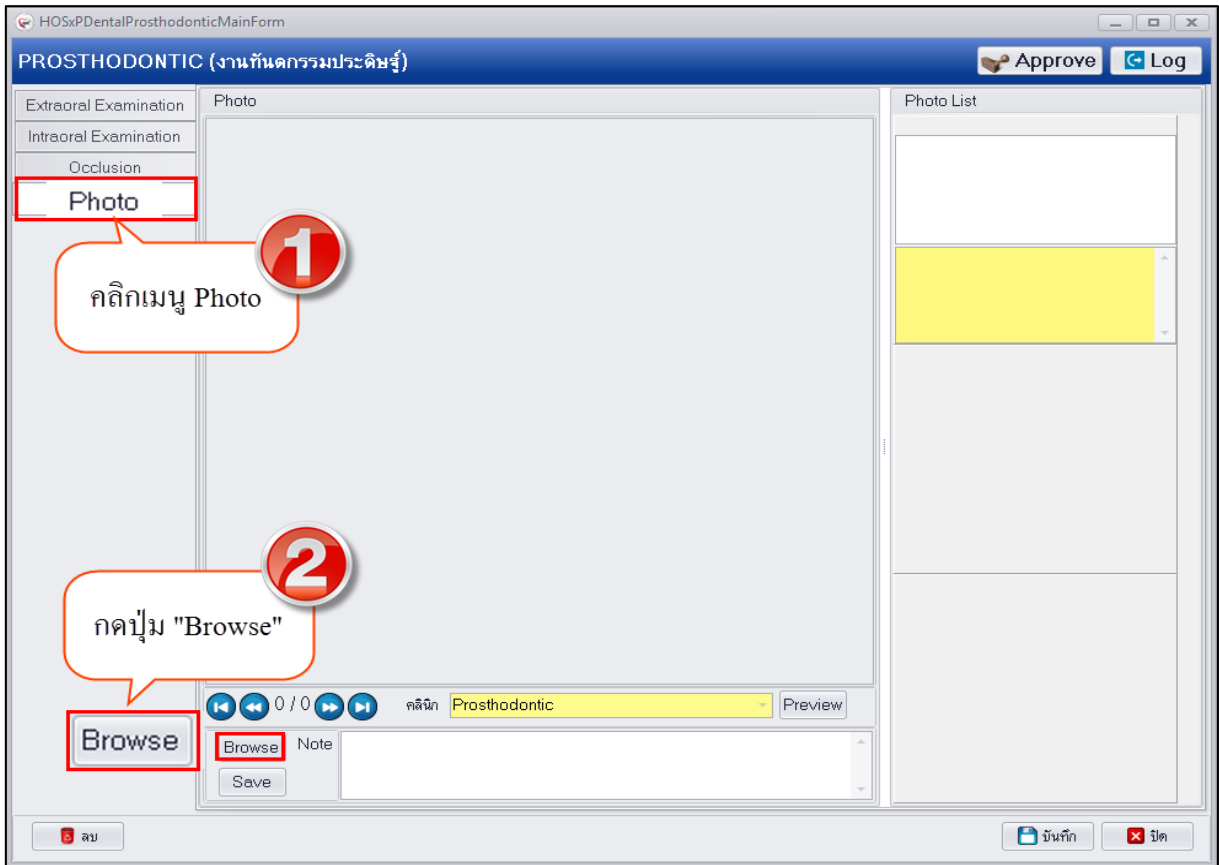 HOSxPDentalProsthodonticMainForm
PROSTHODONTIC (งานทันตกรรมประดิษฐ์)
Approve
Log
Extraoral Examination
Intraoral Examination
Occlusion
Photo
Photo
Photo List
1
คลิกเมนู Photo
2
กดปุ่ม "Browse"
Browse
0 / 0
คลินิก
Prosthodontic
Preview
Browse
Note
Save
ลบ
บันทึก
ปิด